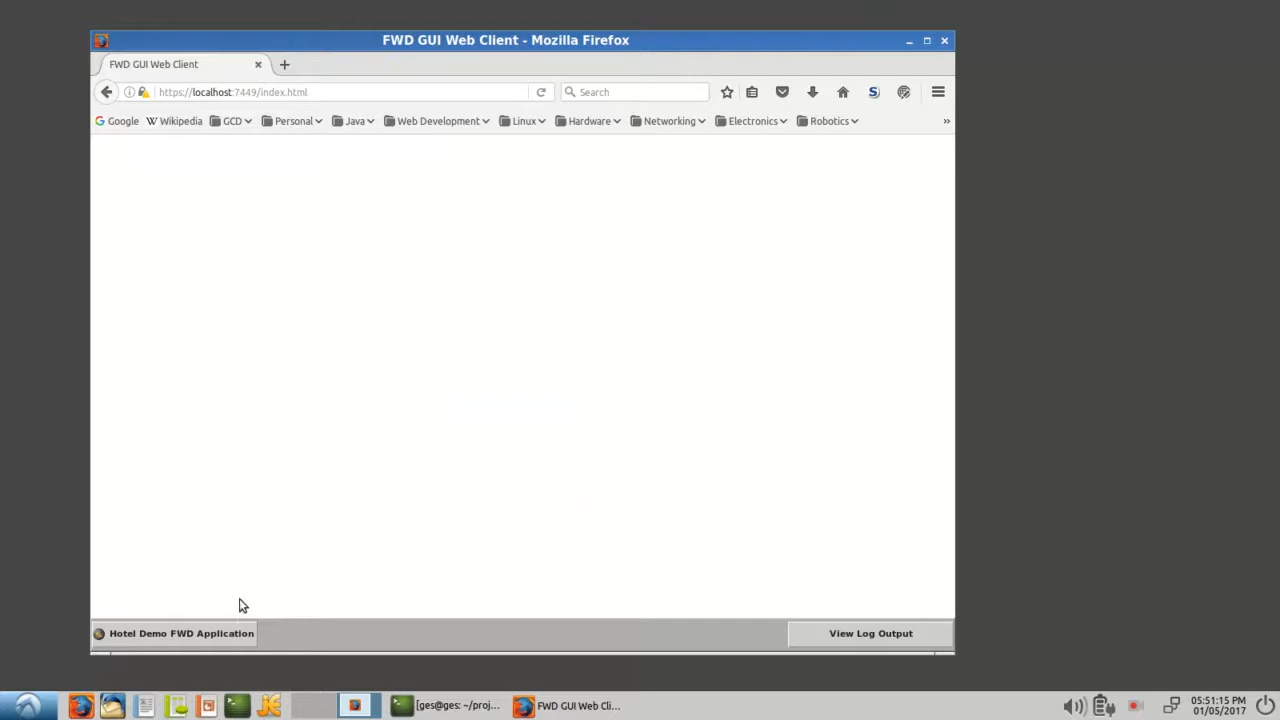 FWD GUI Web Client - Mozilla Firefox
FWD GUI Web Client
https://localhost:7449/index.html
Search
Google Wikipedia GCD Personal Java Web Development Linux Hardware Networking Electronics Robotics »
Hotel Demo FWD Application
View Log Output
[ges@ges: ~/proj...
FWD GUI Web Cli...
05:51:15 PM
01/05/2017